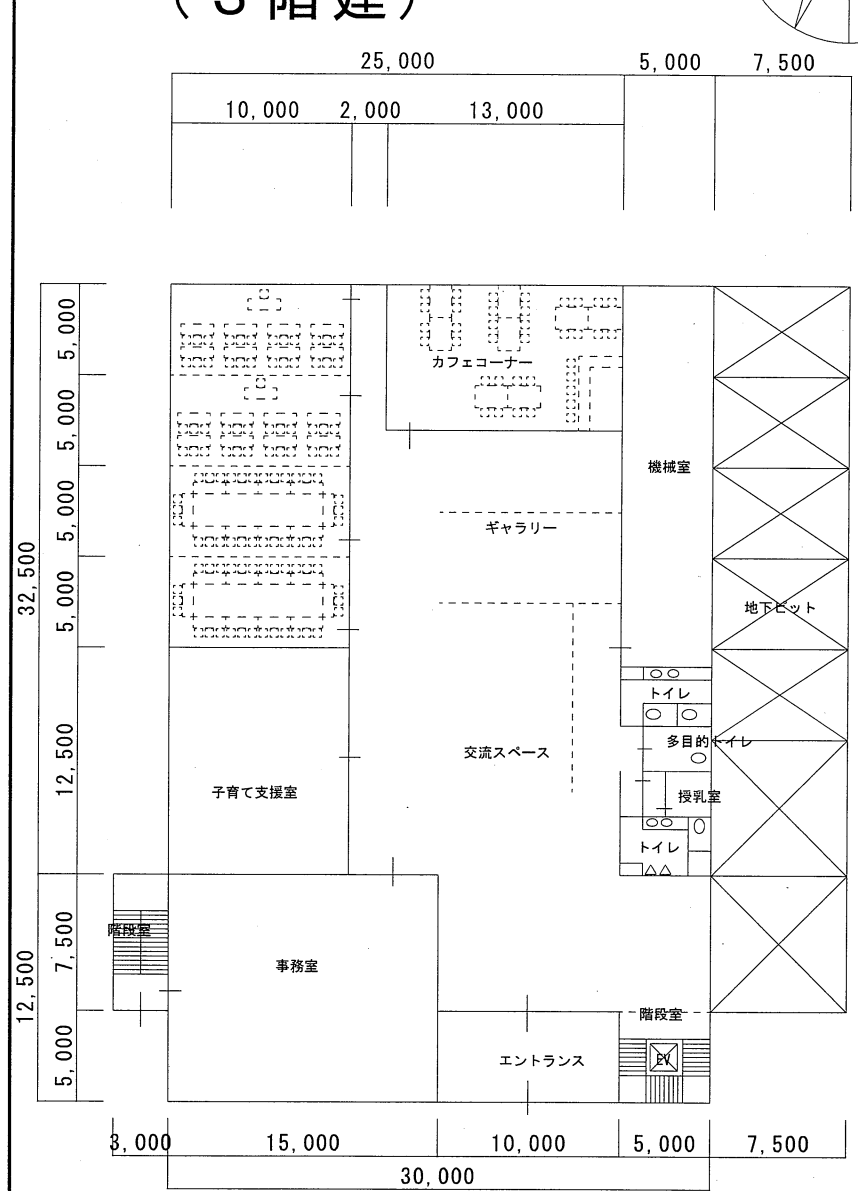 (3階建)
25,000
5,000
7,500
10,000
2,000
13,000
5,000
5,000
5,000
5,000
32,500
12,500
12,500
7,500
5,000
カフェコーナー
機械室
ギャラリー
地下ピット
トイレ
多目的トイレ
交流スペース
子育て支援室
授乳室
トイレ
階段室
事務室
階段室
エントランス
EV
3,000
15,000
10,000
5,000
7,500
30,000